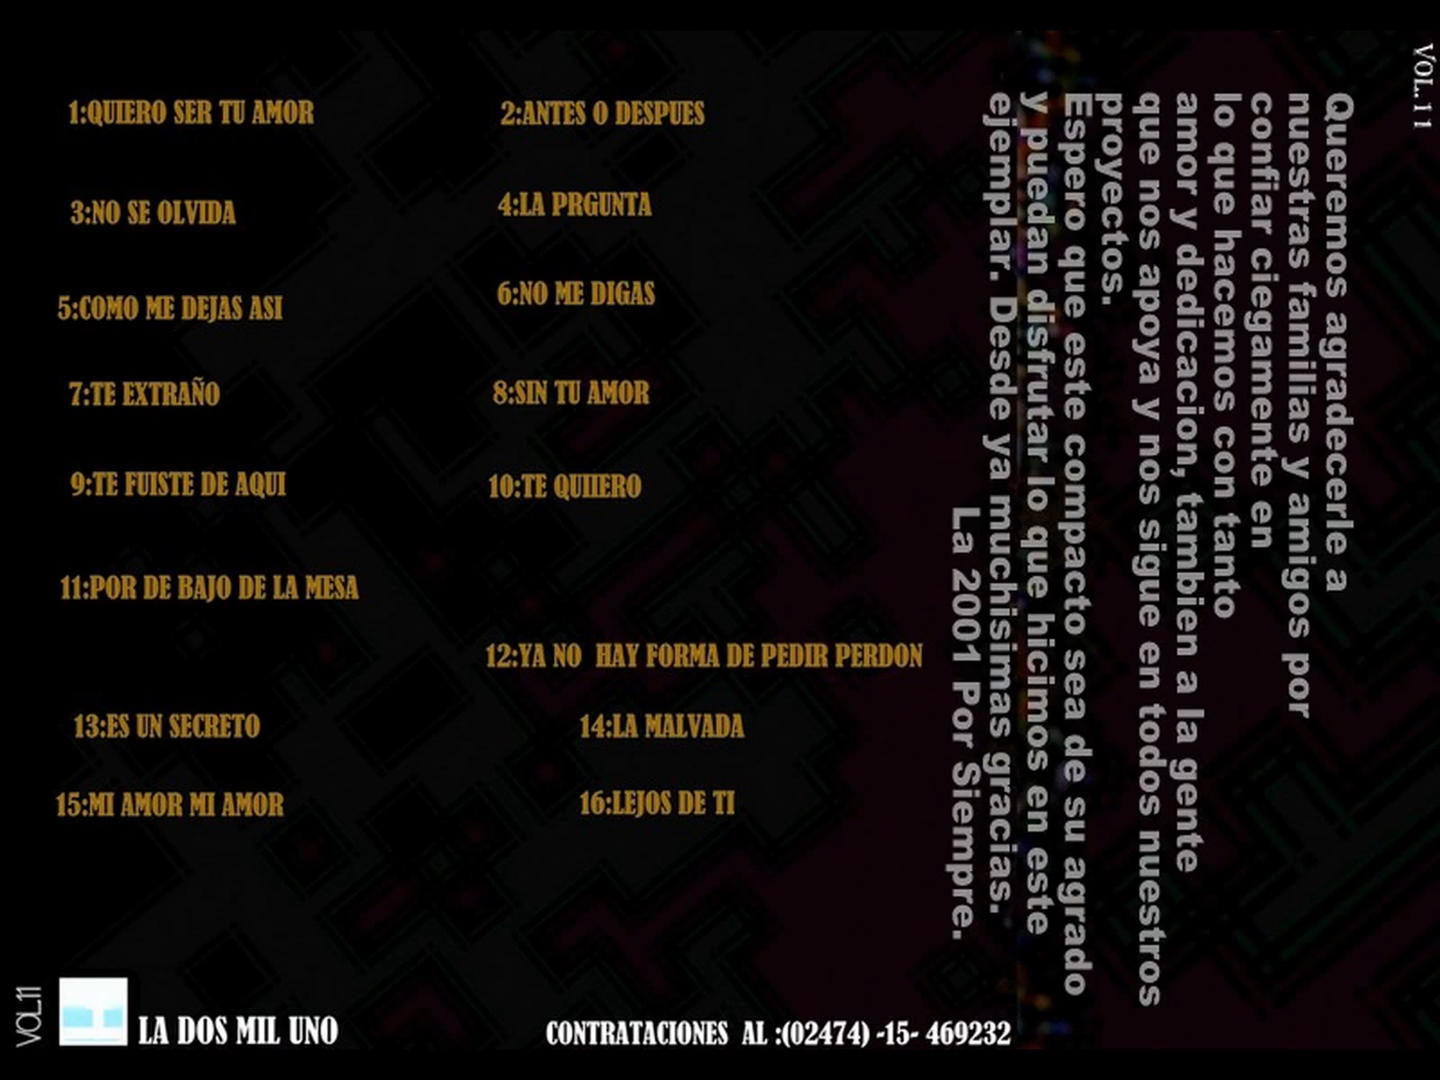 1:QUIERO SER TU AMOR
2:ANTES O DESPUES
3:NO SE OLVIDA
4:LA PRGUNTA
5:COMO ME DEJAS ASI
6:NO ME DIGAS
7:TE EXTRAÑO
8:SIN TU AMOR
9:TE FUISTE DE AQUI
10:TE QUIIERO
11:POR DE BAJO DE LA MESA
12:YA NO HAY FORMA DE PEDIR PERDON
13:ES UN SECRETO
14:LA MALVADA
15:MI AMOR MI AMOR
16:LEJOS DE TI
VOL.11
LA DOS MIL UNO
CONTRATACIONES AL :(02474) -15- 469232
VOL.11
Queremos agradecerle a
nuestras familias y amigos por
confiar ciegamente en
lo que hacemos con tanto
amor y dedicacion, tambien a la gente
que nos apoya y nos sigue en todos nuestros
proyectos.
Espero que este compacto sea de su agrado
y puedan disfrutar lo que hicimos en este
ejemplar. Desde ya muchisimas gracias.
La 2001 Por Siempre.